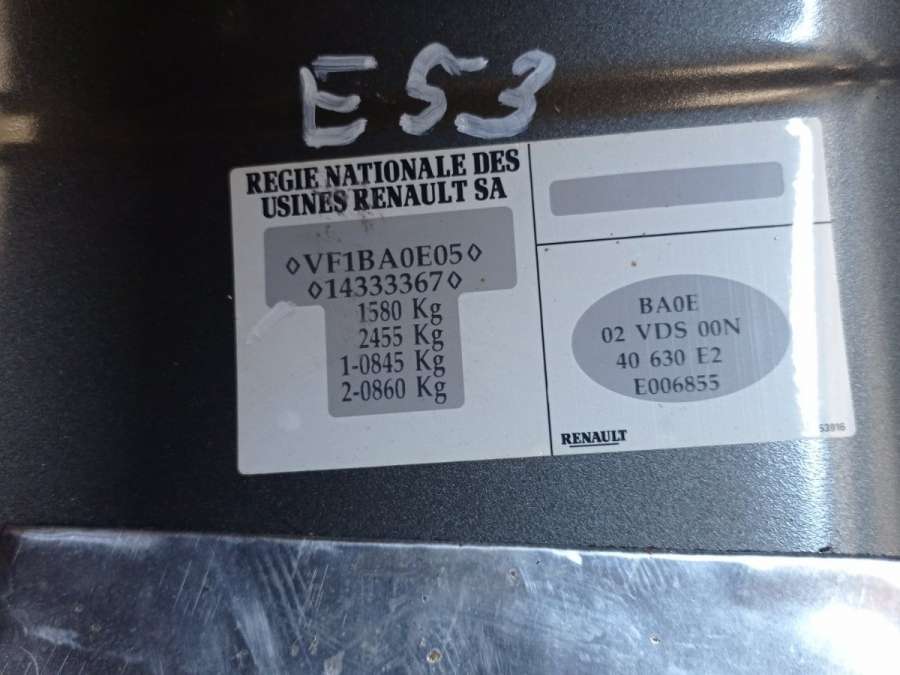 E53
REGIE NATIONALE DES
USINES RENAULT SA
◊VF1BA0E05◊
◊14333367◊
1580 Kg
2455 Kg
1-0845 Kg
2-0860 Kg
BA0E
02 VDS 00N
40 630 E2
E006855
RENAULT
53916